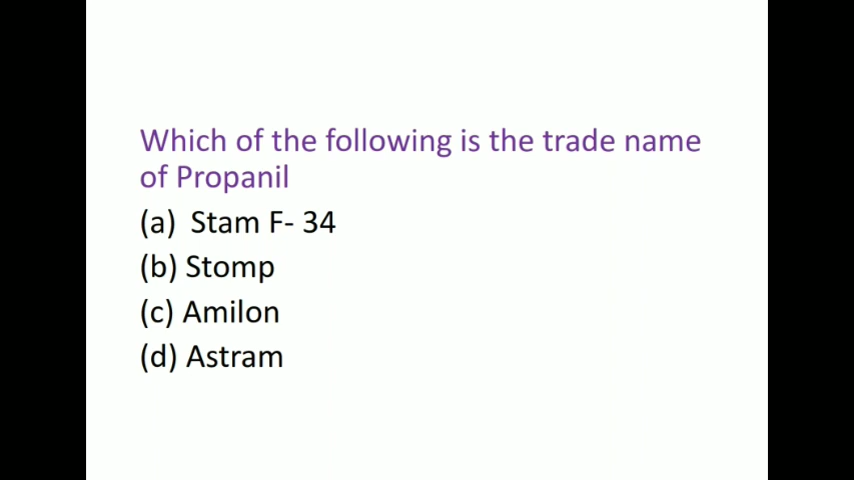 Which of the following is the trade name
of Propanil
(a) Stam F- 34
(b) Stomp
(c) Amilon
(d) Astram